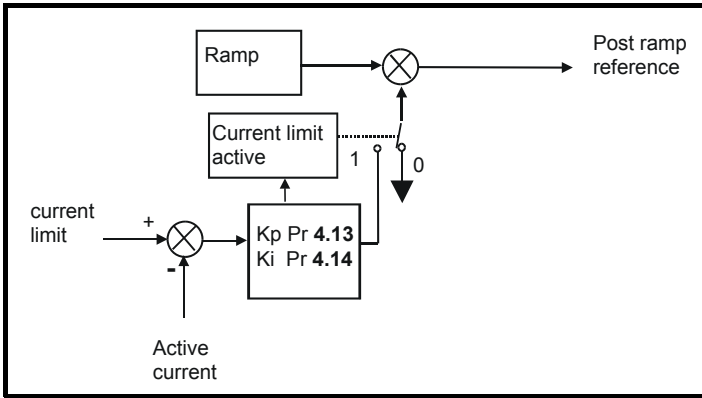 Ramp
Post ramp
reference
Current limit
active
1
0
current
limit
+
-
Kp Pr 4.13
Ki Pr 4.14
Active
current